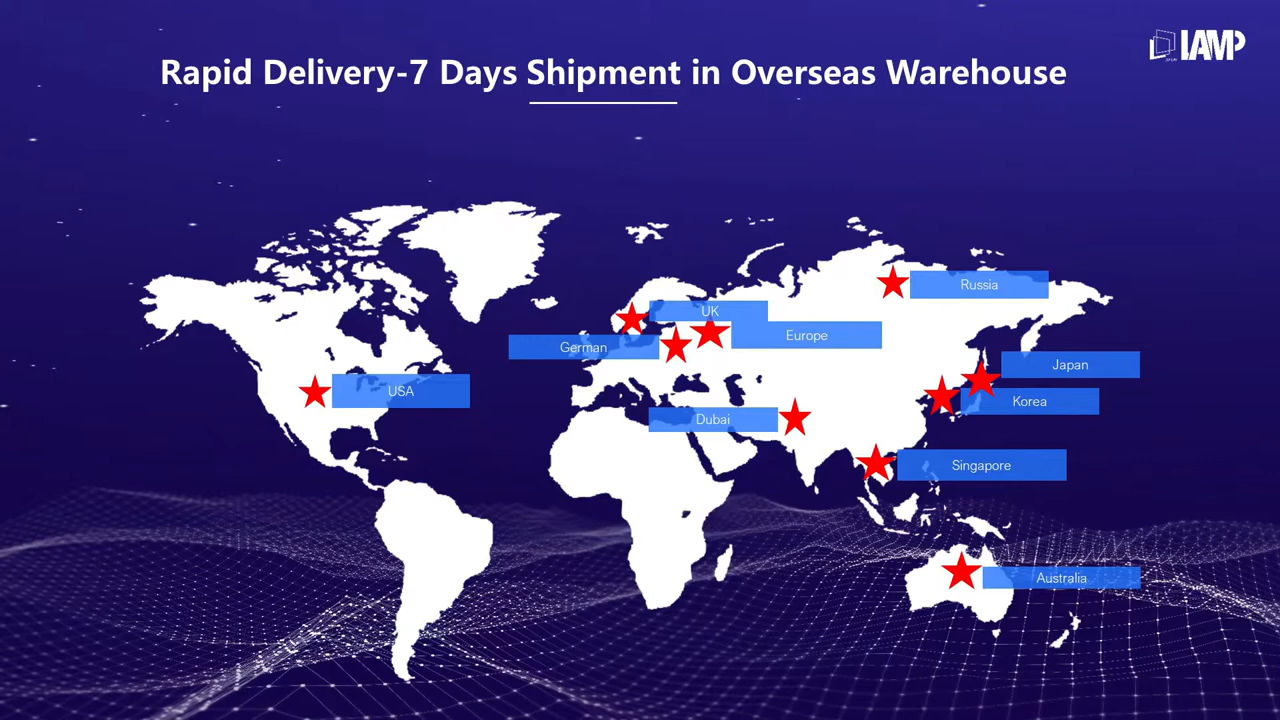 IAMP
Rapid Delivery-7 Days Shipment in Overseas Warehouse
Russia
UK
Europe
German
Japan
USA
Korea
Dubai
Singapore
Australia